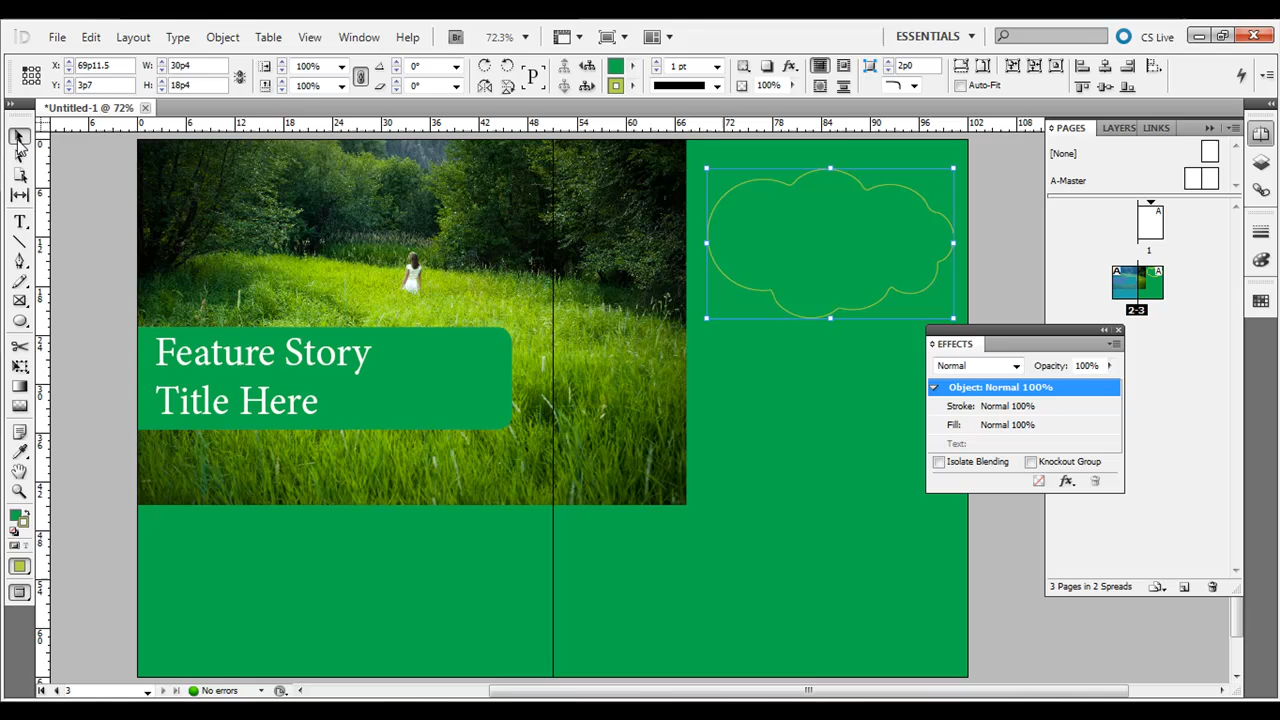 iD File Edit Layout Type Object Table View Window Help Br 72.3% ESSENTIALS CS Live
X: 69p11.5 W: 30p4 100% 0° P 1 pt 2p0
Y: 3p7 H: 18p4 100% 0° 100% Auto-Fit
*Untitled-1 @ 72%
6 0 6 12 18 24 30 36 42 48 54 60 66 72 78 84 90 96 102 108
PAGES LAYERS LINKS
[None]
A-Master
A
1
A A
2-3
Feature Story
Title Here
EFFECTS
Normal Opacity: 100%
Object: Normal 100%
Stroke: Normal 100%
Fill: Normal 100%
Text:
Isolate Blending Knockout Group
fx.
3 Pages in 2 Spreads
3 No errors